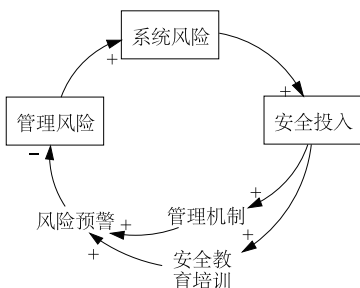 系统风险
+
+
管理风险
安全投入
−
+
管理机制
风险预警
+
+
安全教
育培训
+